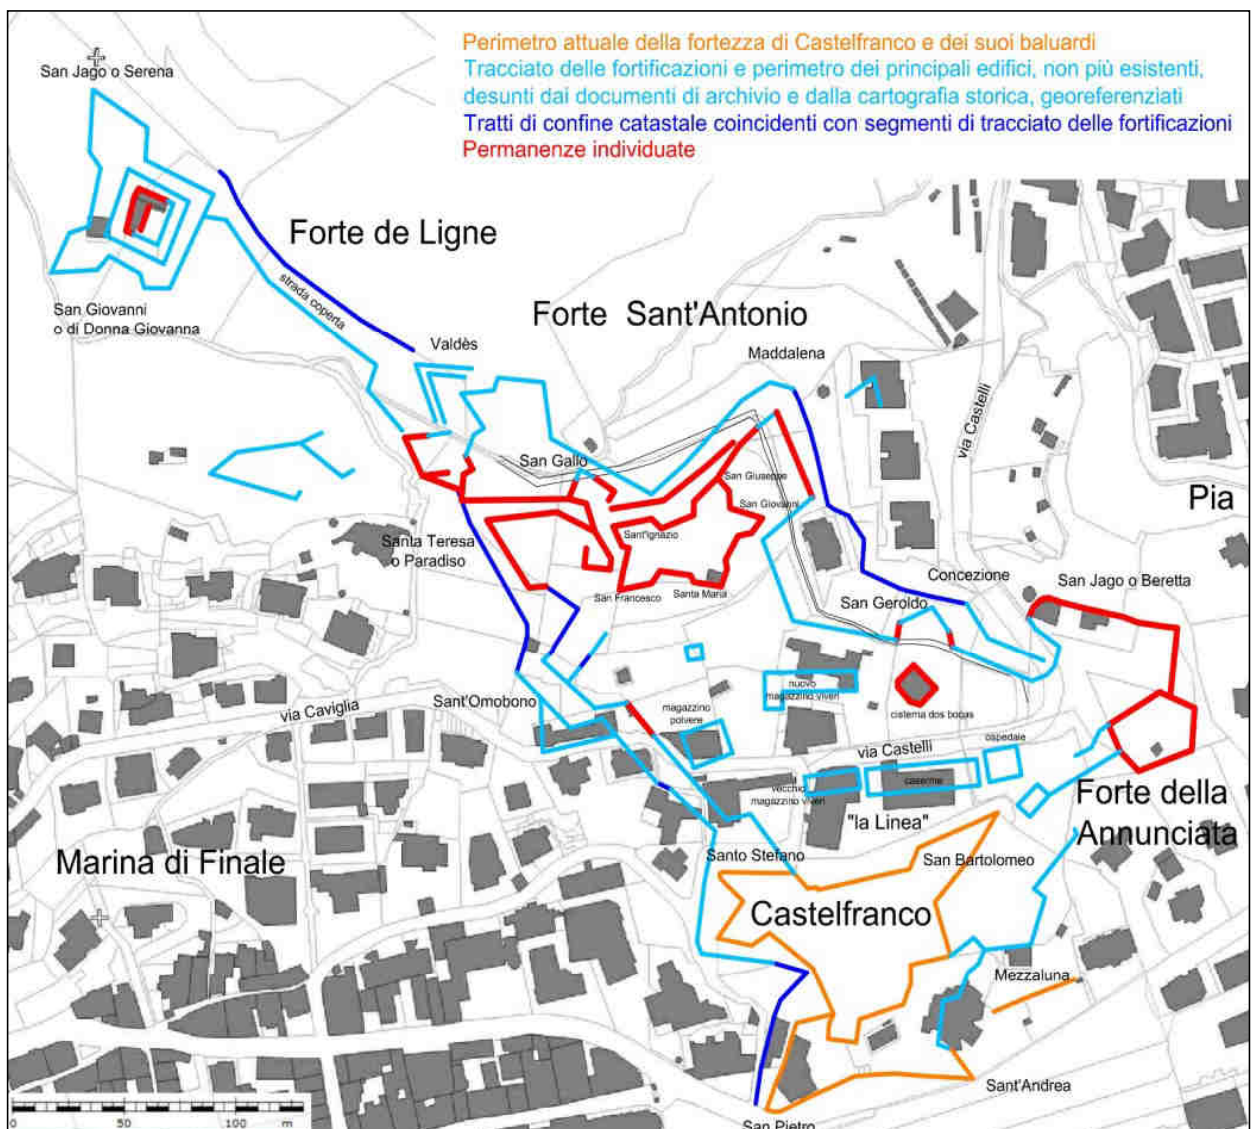 Perimetro attuale della fortezza di Castelfranco e dei suoi baluardi
Tracciato delle fortificazioni e perimetro dei principali edifici, non più esistenti,
desunti dai documenti di archivio e dalla cartografia storica, georeferenziati
Tratti di confine catastale coincidenti con segmenti di tracciato delle fortificazioni
Permanenze individuate
San Jago o Serena
Forte de Ligne
strada coperta
San Giovanni
o di Donna Giovanna
Forte Sant'Antonio
Valdès
Maddalena
via Castelli
San Gallo
San Giuseppe
San Giovanni
Pia
Santa Teresa
o Paradiso
Sant'Ignazio
Concezione
San Jago o Beretta
San Francesco
Santa Maria
San Geroldo
nuovo
magazzino viveri
Sant'Omobono
via Caviglia
magazzino
polvere
cisterna dos bocas
ospedale
via Castelli
vecchio
magazzino viveri
caserme
"la Linea"
Forte della
Annunciata
Marina di Finale
Santo Stefano
San Bartolomeo
Castelfranco
Mezzaluna
Sant'Andrea
San Pietro
0 50 100 m